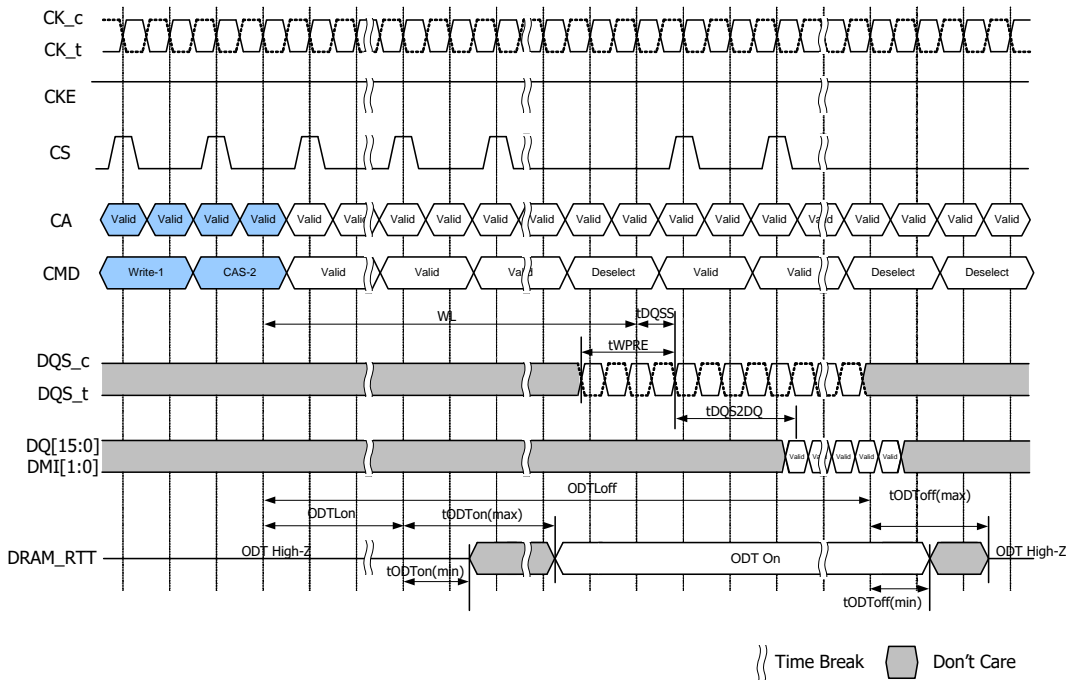 CK_c
CK_t
CKE
CS
CA Valid Valid Valid Valid Valid Valid Valid Valid Valid Valid Valid Valid Valid Valid Valid Valid Valid Valid Valid Valid
CMD Write-1 CAS-2 Valid Valid Valid Deselect Valid Valid Deselect Deselect
WL tDQSS
tWPRE
DQS_c
DQS_t
tDQS2DQ
DQ[15:0]
DMI[1:0]
Valid Valid Valid Valid Valid
ODTLoff
tODToff(max)
ODTLon tODTon(max)
DRAM_RTT ODT High-Z ODT On ODT High-Z
tODTon(min)
tODToff(min)
Time Break Don't Care